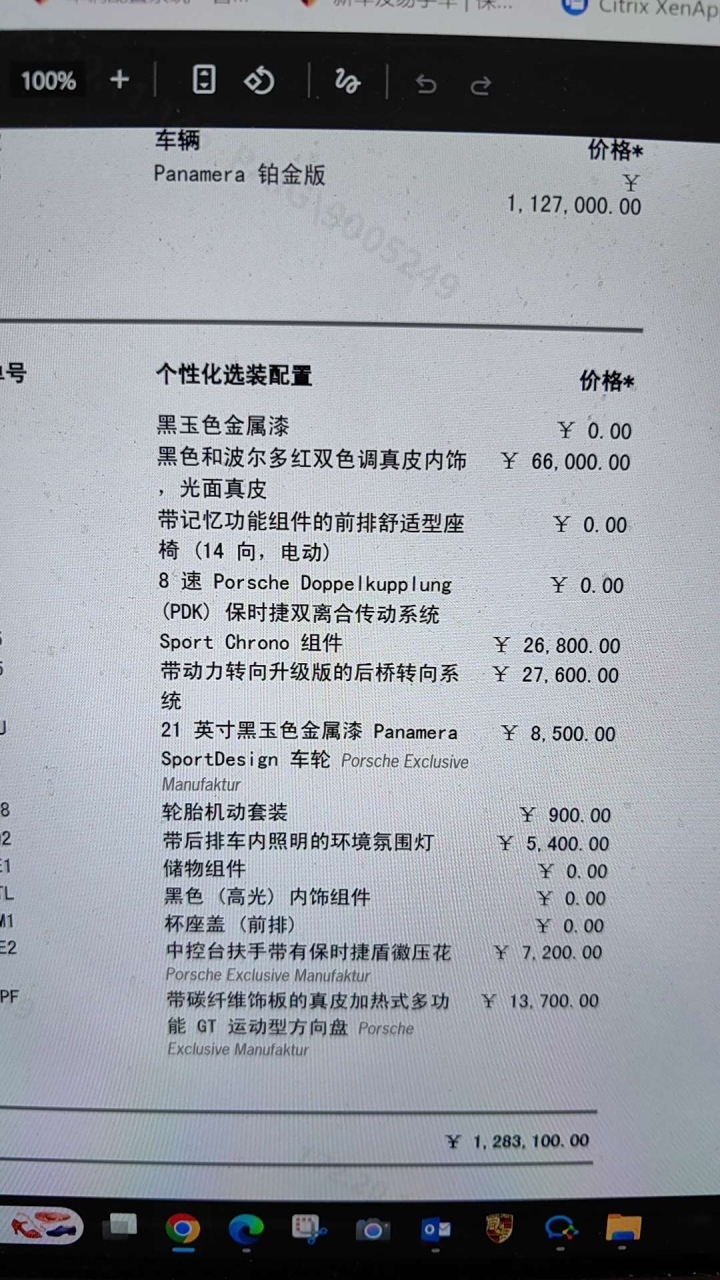 Citrix XenAp
100%
车辆
价格*
Panamera 铂金版
¥
1,127,000.00
9005249
个性化选装配置
价格*
黑玉色金属漆
¥ 0.00
黑色和波尔多红双色调真皮内饰
¥ 66,000.00
，光面真皮
带记忆功能组件的前排舒适型座
¥ 0.00
椅 (14 向, 电动)
8 速 Porsche Doppelkupplung
¥ 0.00
(PDK) 保时捷双离合传动系统
Sport Chrono 组件
¥ 26,800.00
带动力转向升级版的后桥转向系
¥ 27,600.00
统
21 英寸黑玉色金属漆 Panamera
¥ 8,500.00
SportDesign 车轮 Porsche Exclusive
Manufaktur
8
轮胎机动套装
¥ 900.00
带后排车内照明的环境氛围灯
¥ 5,400.00
储物组件
¥ 0.00
TL
黑色 (高光) 内饰组件
¥ 0.00
M1
杯座盖 (前排)
¥ 0.00
E2
中控台扶手带有保时捷盾徽压花
¥ 7,200.00
Porsche Exclusive Manufaktur
PF
带碳纤维饰板的真皮加热式多功
¥ 13,700.00
能 GT 运动型方向盘 Porsche
Exclusive Manufaktur
¥ 1,283,100.00